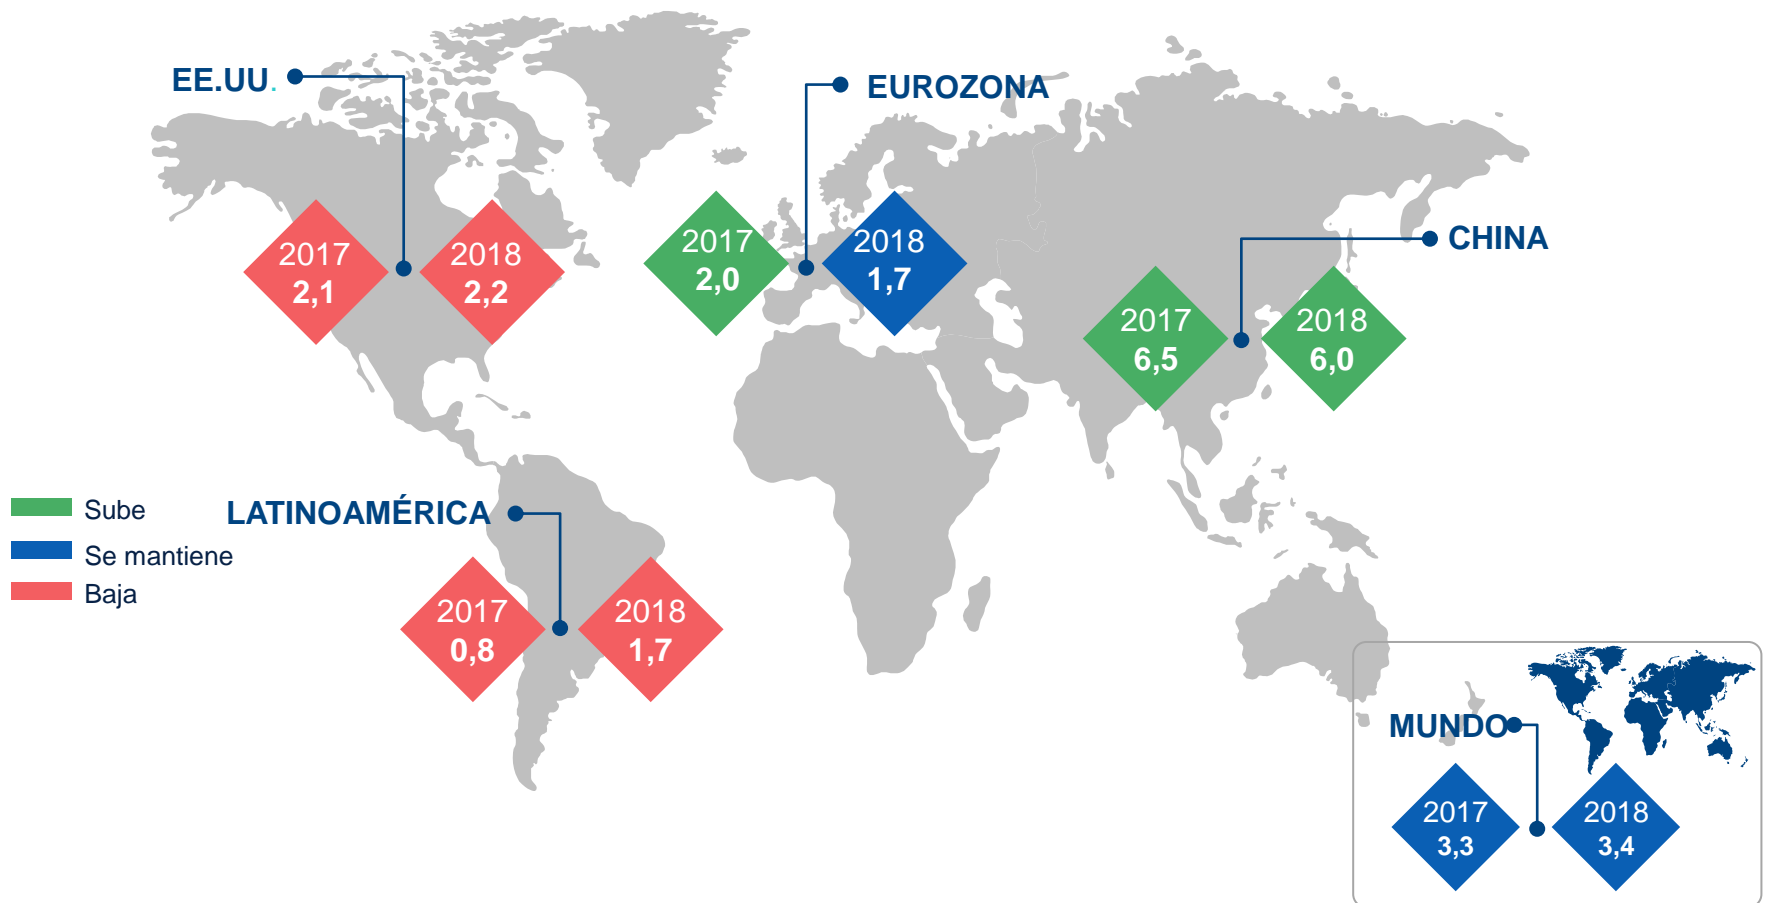 EE.UU.
2017
2,1
2018
2,2
EUROZONA
2017
2,0
2018
1,7
CHINA
2017
6,5
2018
6,0
Sube
Se mantiene
Baja
LATINOAMÉRICA
2017
0,8
2018
1,7
MUNDO
2017
3,3
2018
3,4